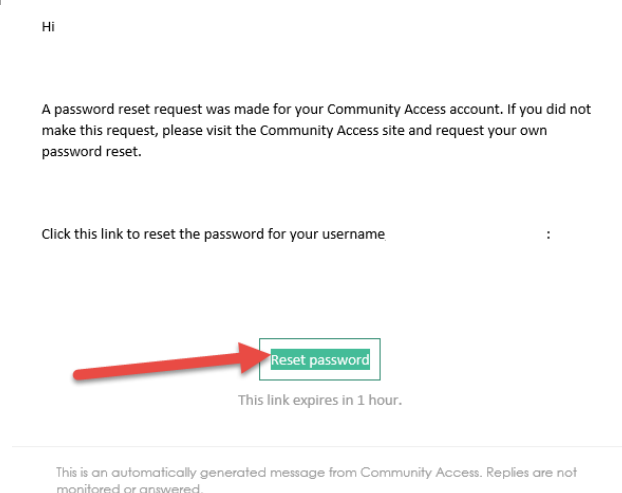 Hi
A password reset request was made for your Community Access account. If you did not
make this request, please visit the Community Access site and request your own
password reset.
Click this link to reset the password for your username :
Reset password
This link expires in 1 hour.
This is an automatically generated message from Community Access. Replies are not
monitored or answered.